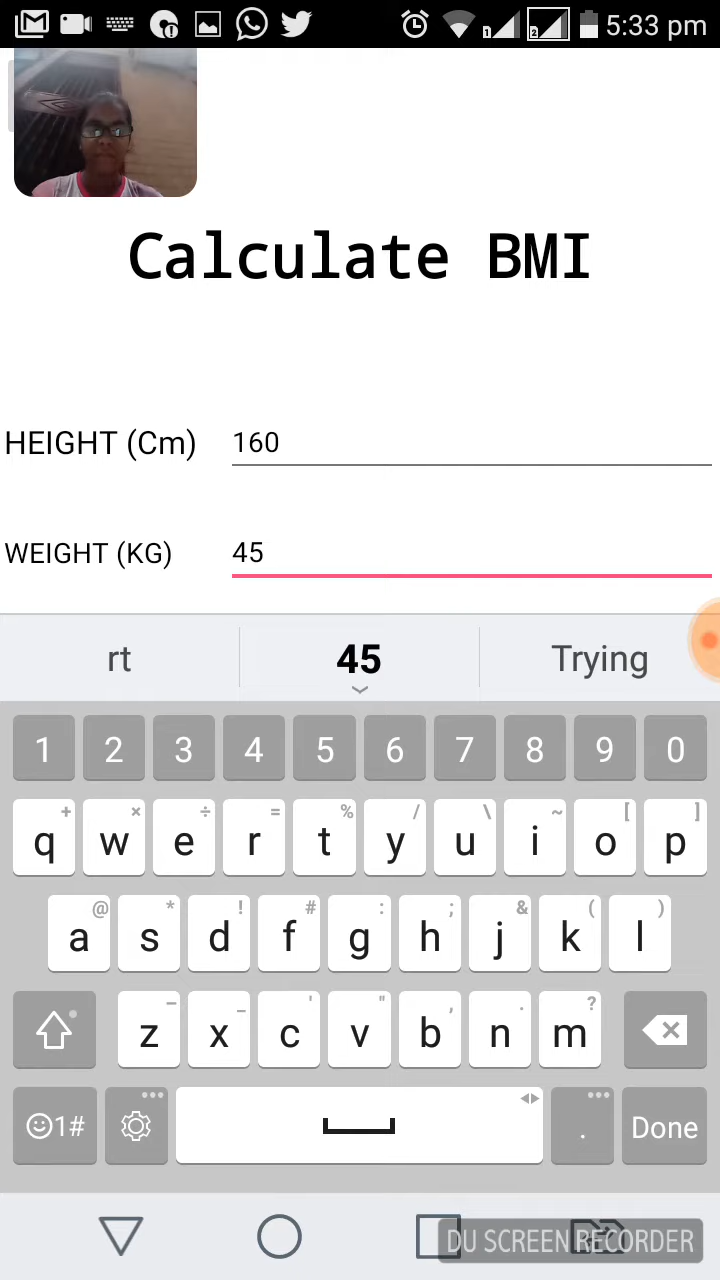 5:33 pm
Calculate BMI
HEIGHT (Cm) 160
WEIGHT (KG) 45
rt 45 Trying
1 2 3 4 5 6 7 8 9 0
+ × ÷ = % / \ ~ [ ]
q w e r t y u i o p
@ * ! # : ; & ( )
a s d f g h j k l
– _ ' " , . ?
z x c v b n m
1# . Done
DU SCREEN RECORDER